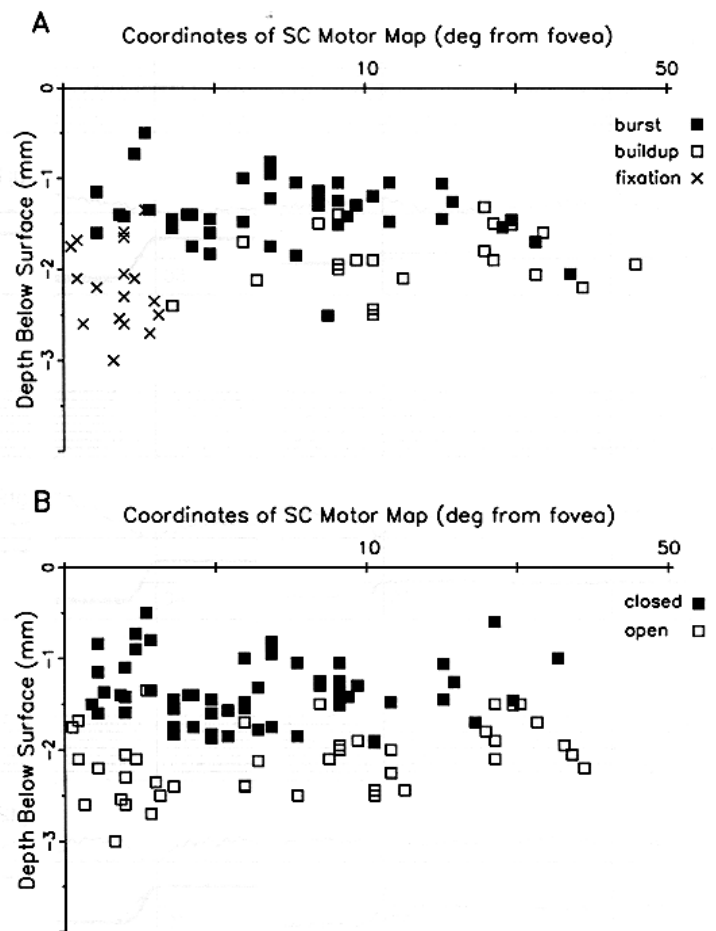 A
Coordinates of SC Motor Map (deg from fovea)
10
50
0
burst
buildup
fixation
-1
-2
-3
Depth Below Surface (mm)
B
Coordinates of SC Motor Map (deg from fovea)
10
50
0
closed
open
-1
-2
-3
Depth Below Surface (mm)